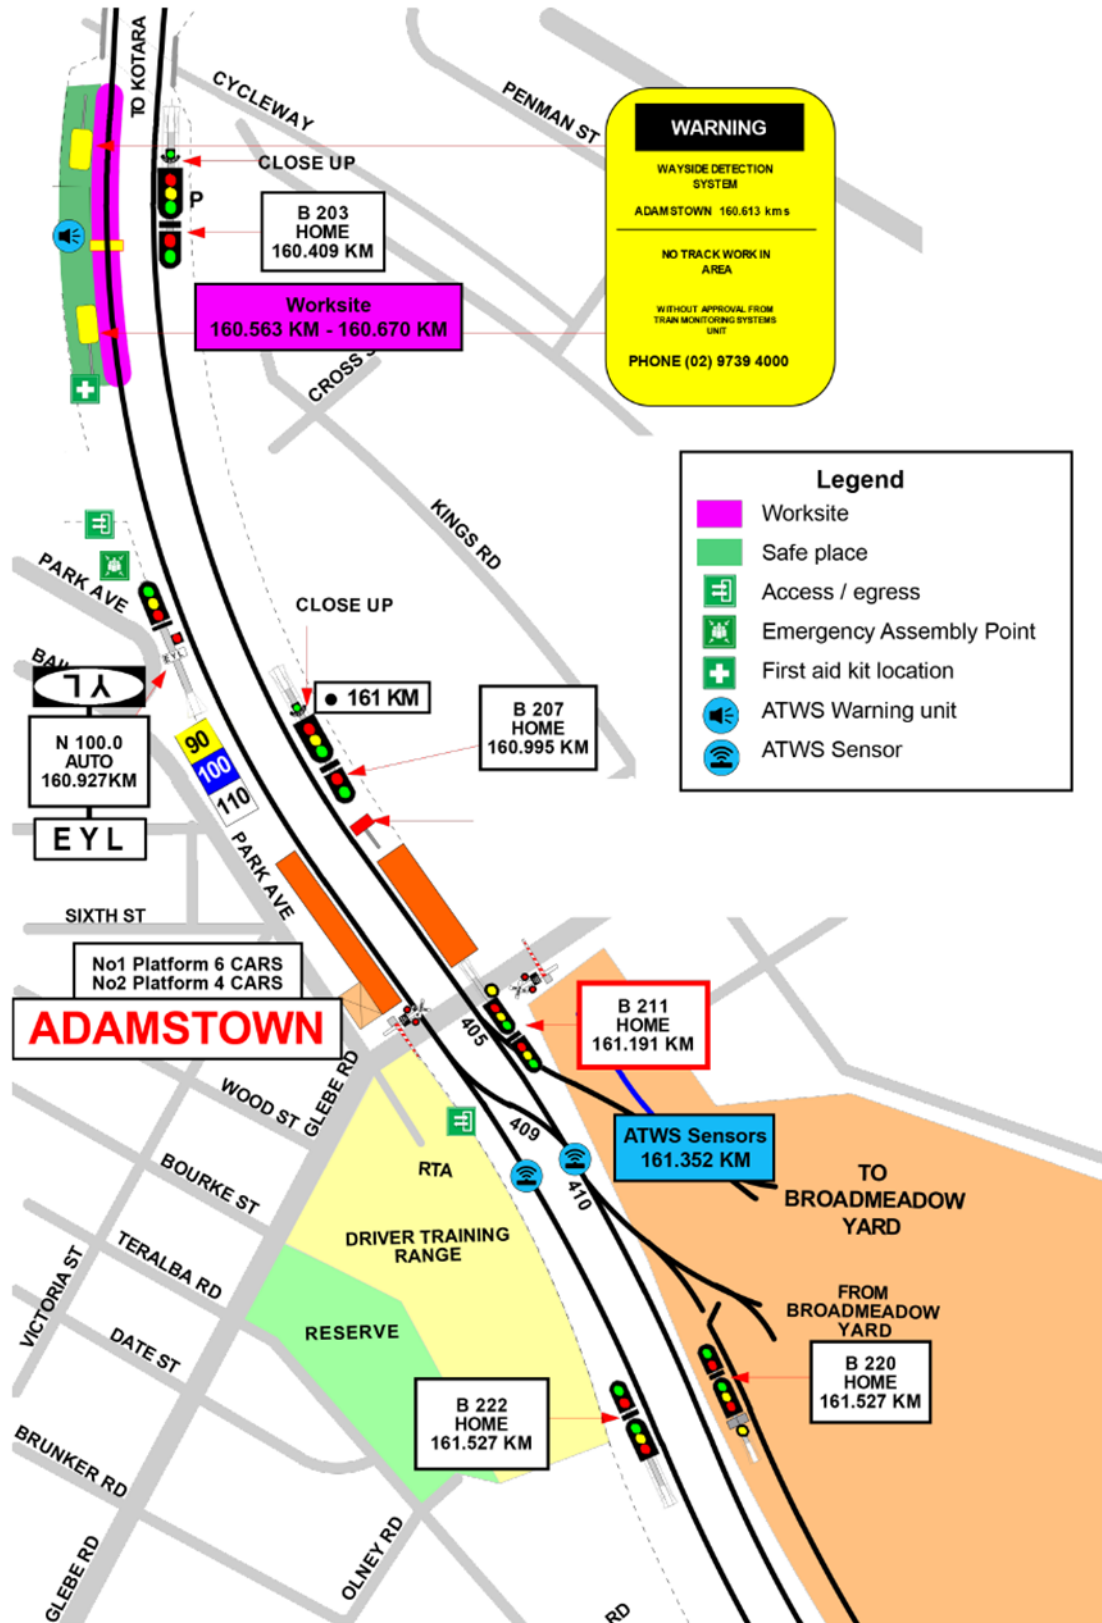 TO KOTARA
CYCLEWAY
PENMAN ST
CLOSE UP
P
B 203
HOME
160.409 KM
WARNING
WAYSIDE DETECTION
SYSTEM
ADAMSTOWN 160.613 kms
NO TRACK WORK IN
AREA
WITHOUT APPROVAL FROM
TRAIN MONITORING SYSTEMS
UNIT
PHONE (02) 9739 4000
Worksite
160.563 KM - 160.670 KM
CROSS S
KINGS RD
Legend
Worksite
Safe place
Access / egress
Emergency Assembly Point
First aid kit location
ATWS Warning unit
ATWS Sensor
PARK AVE
CLOSE UP
EYL
YL
161 KM
B 207
HOME
160.995 KM
N 100.0
AUTO
160.927KM
EYL
90
100
110
PARK AVE
SIXTH ST
No1 Platform 6 CARS
No2 Platform 4 CARS
ADAMSTOWN
405
B 211
HOME
161.191 KM
GLEBE RD
WOOD ST
409
ATWS Sensors
161.352 KM
410
RTA
BOURKE ST
TO
BROADMEADOW
YARD
DRIVER TRAINING
RANGE
TERALBA RD
VICTORIA ST
FROM
BROADMEADOW
YARD
RESERVE
DATE ST
B 220
HOME
161.527 KM
B 222
HOME
161.527 KM
BRUNKER RD
OLNEY RD
GLEBE RD
RD